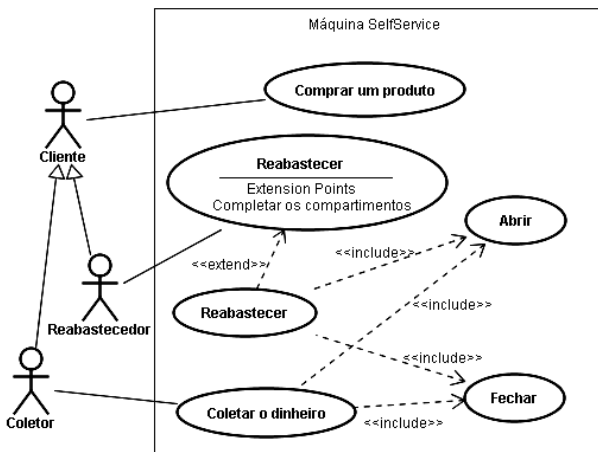 Máquina SelfService
Comprar um produto
Cliente
Reabastecer
Extension Points
Completar os compartimentos
Abrir
<<extend>>
<<include>>
Reabastecedor
Reabastecer
<<include>>
<<include>>
Coletor
Coletar o dinheiro
<<include>>
Fechar